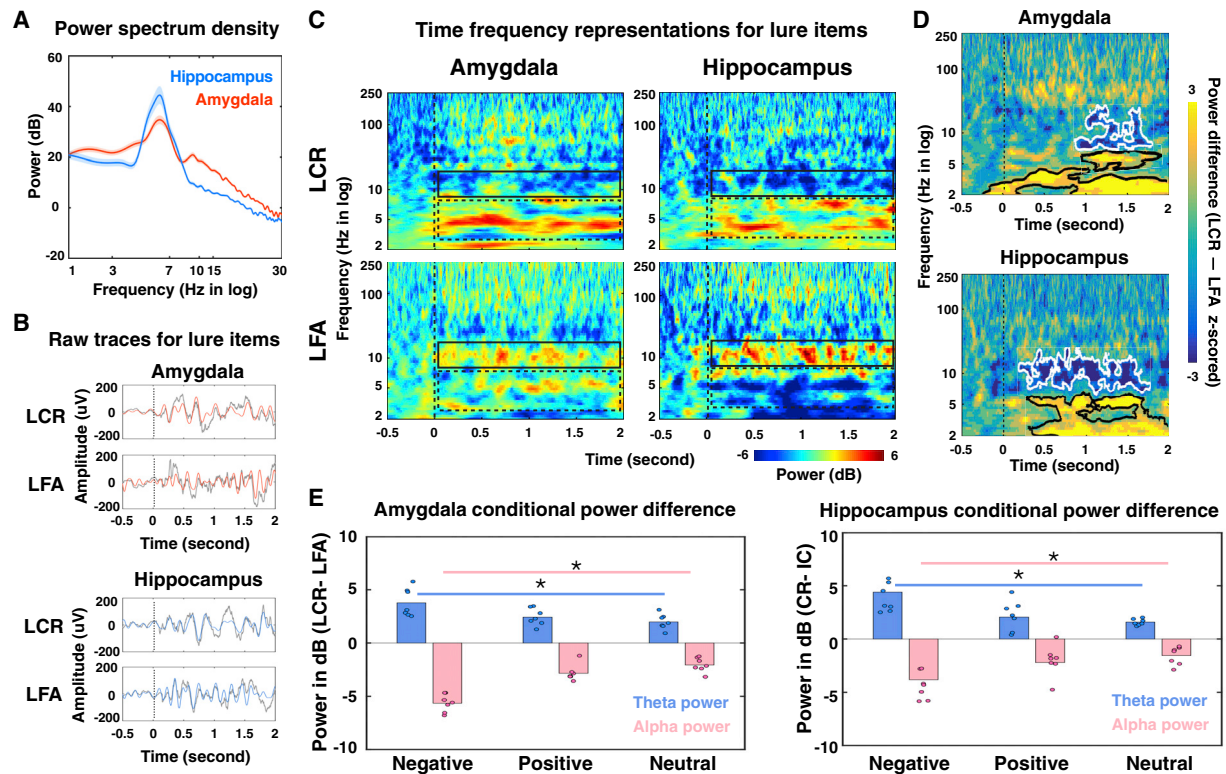 A
Power spectrum density
60
40
20
0
-20
Power (dB)
Hippocampus
Amygdala
1 3 7 10 15 30
Frequency (Hz in log)
B
Raw traces for lure items
Amygdala
LCR
LFA
200
-200
200
-200
Amplitude (uV)
-0.5 0 0.5 1 1.5 2
Time (second)
Hippocampus
LCR
LFA
200
-200
200
-200
Amplitude (uV)
-0.5 0 0.5 1 1.5 2
Time (second)
C
Time frequency representations for lure items
Amygdala Hippocampus
LCR
LFA
Frequency (Hz in log)
250
100
10
5
2
250
100
10
5
2
250
100
10
5
2
250
100
10
5
2
-0.5 0 0.5 1 1.5 2
-0.5 0 0.5 1 1.5 2
Time (second)
-6 6
Power (dB)
D
Amygdala
250
100
10
5
2
-0.5 0 0.5 1 1.5 2
Time (second)
Hippocampus
250
100
10
5
2
-0.5 0 0.5 1 1.5 2
Time (second)
Frequency (Hz in log)
3
-3
Power difference (LCR — LFA z-scored)
E
Amygdala conditional power difference
10
5
0
-5
-10
Power in dB (LCR- LFA)
*
*
Theta power
Alpha power
Negative Positive Neutral
Hippocampus conditional power difference
10
5
0
-5
-10
Power in dB (CR- IC)
*
*
Theta power
Alpha power
Negative Positive Neutral